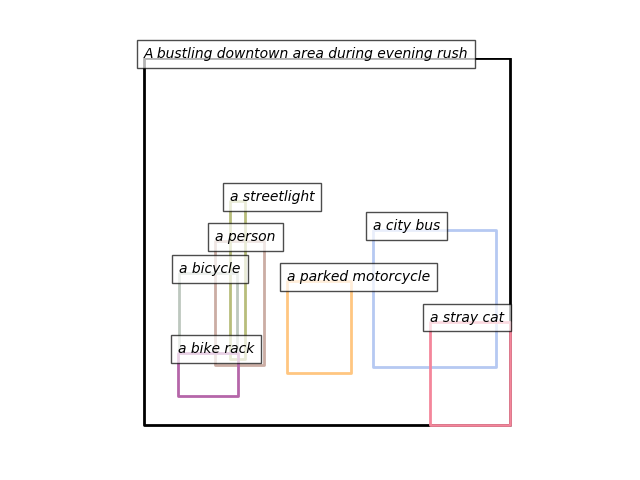 A bustling downtown area during evening rush
a streetlight
a city bus
a person
a bicycle
a parked motorcycle
a stray cat
a bike rack